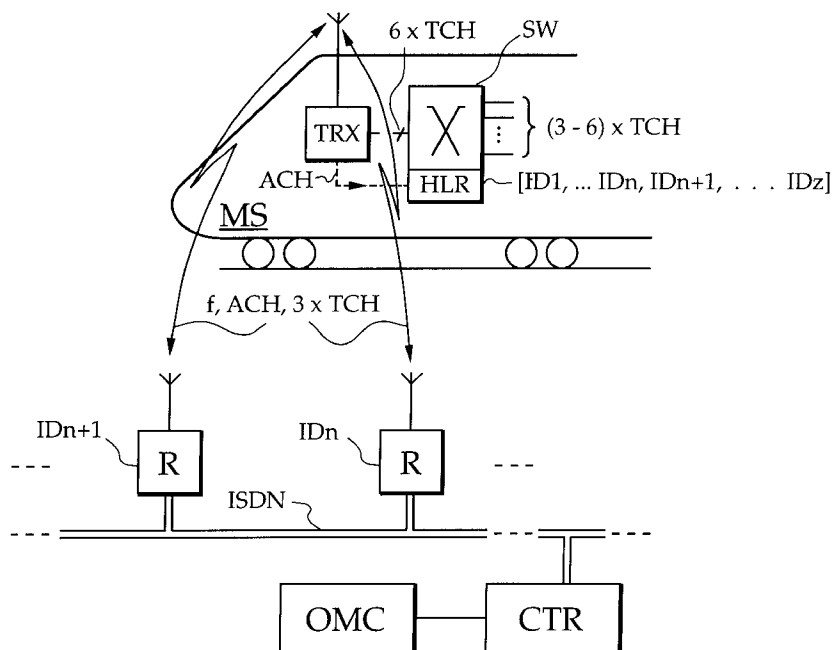 6 x TCH
SW
TRX
(3 - 6) x TCH
ACH
HLR
[ID1, ... IDn, IDn+1, . . . IDz]
MS
f, ACH, 3 x TCH
IDn+1
IDn
R
R
ISDN
OMC
CTR